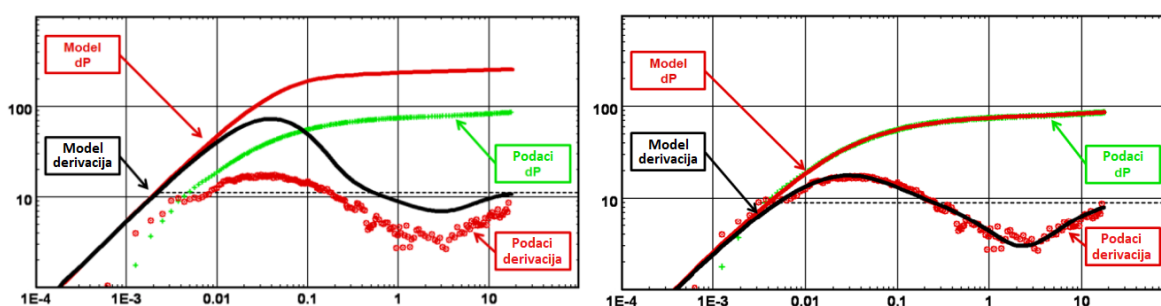 Model
dP
100
Model
derivacija
Podaci
dP
10
Podaci
derivacija
1E-4 1E-3 0.01 0.1 1 10
Model
dP
100
Model
derivacija
Podaci
dP
10
Podaci
derivacija
1
1E-4 1E-3 0.01 0.1 1 10